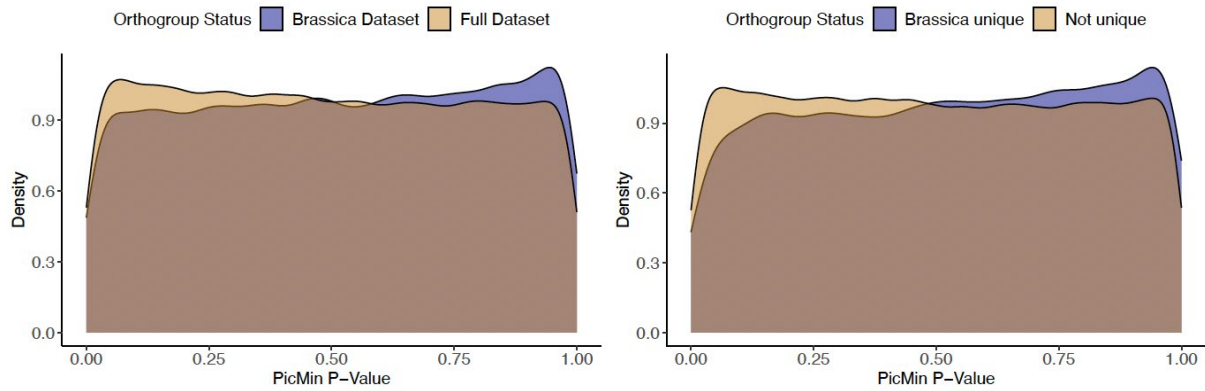 Orthogroup Status Brassica Dataset Full Dataset
0.9
0.6
0.3
0.0
Density
0.00 0.25 0.50 0.75 1.00
PicMin P-Value
Orthogroup Status Brassica unique Not unique
0.9
0.6
0.3
0.0
Density
0.00 0.25 0.50 0.75 1.00
PicMin P-Value